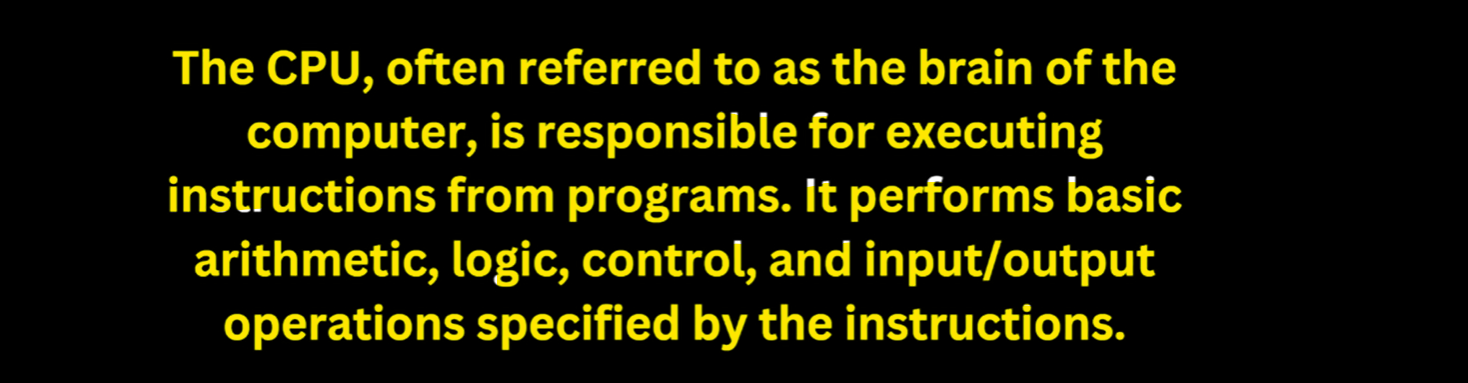 The CPU, often referred to as the brain of the
computer, is responsible for executing
instructions from programs. It performs basic
arithmetic, logic, control, and input/output
operations specified by the instructions.